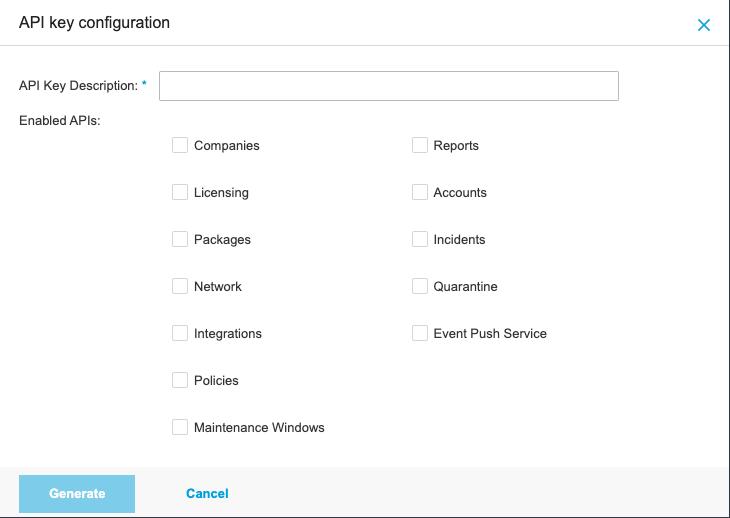 API key configuration
API Key Description: *
Enabled APIs:
Companies
Reports
Licensing
Accounts
Packages
Incidents
Network
Quarantine
Integrations
Event Push Service
Policies
Maintenance Windows
Generate
Cancel